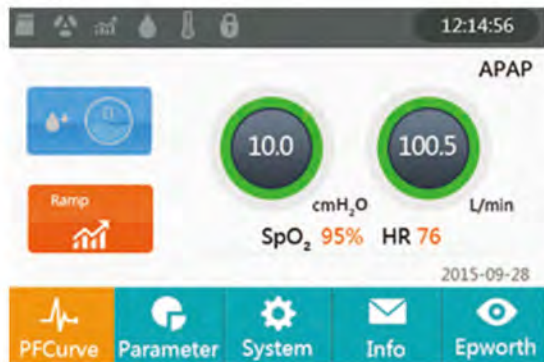 12:14:56
APAP
10.0 100.5
cmH₂O L/min
Ramp
SpO₂ 95% HR 76
2015-09-28
PFCurve Parameter System Info Epworth